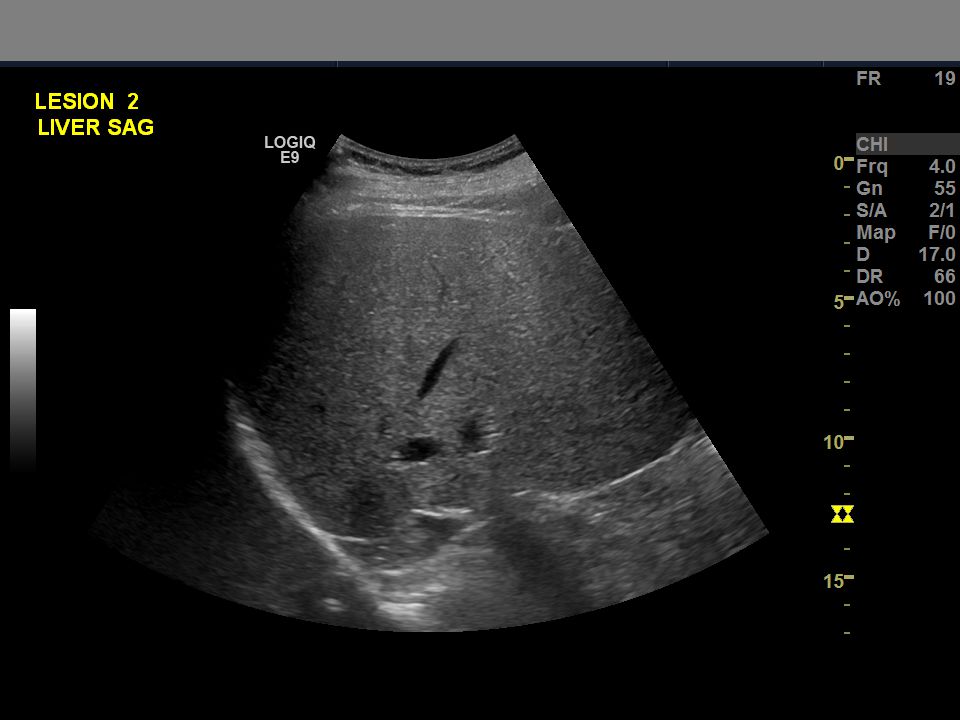 LESION 2
LIVER SAG
LOGIQ
E9
FR 19
CHI
Frq 4.0
Gn 55
S/A 2/1
Map F/0
D 17.0
DR 66
AO% 100
0
5
10
15